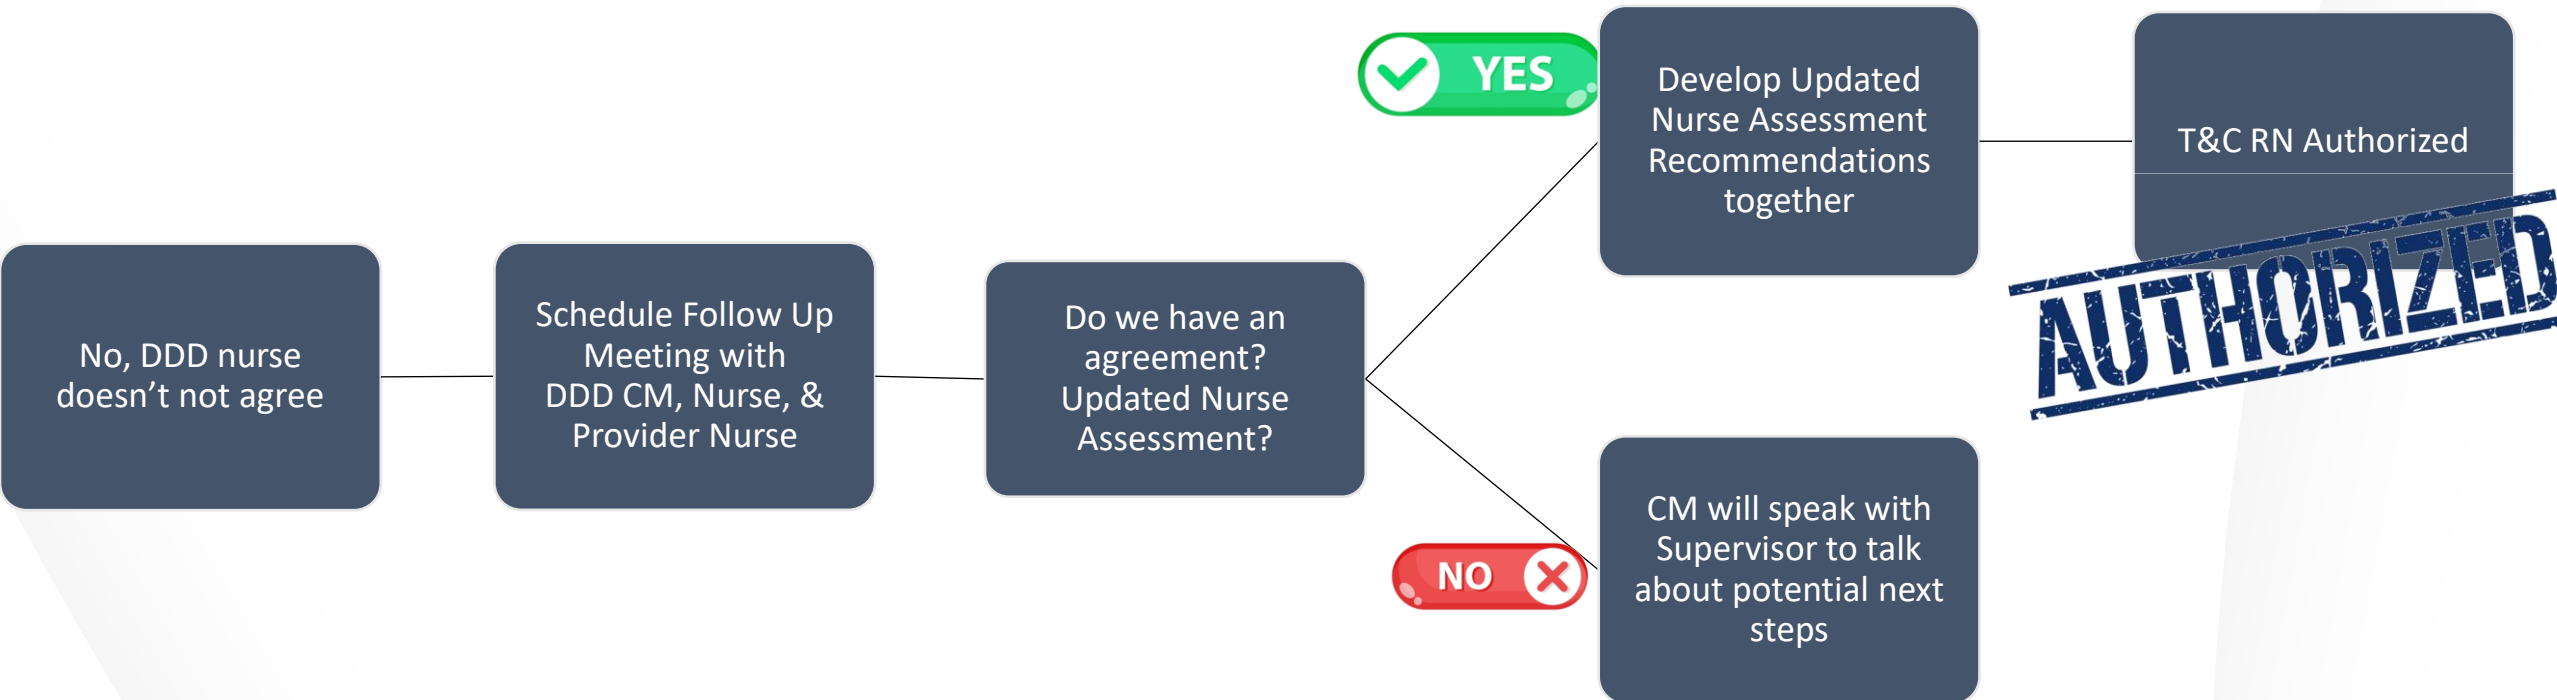 No, DDD nurse
doesn’t not agree
Schedule Follow Up
Meeting with
DDD CM, Nurse, &
Provider Nurse
Do we have an
agreement?
Updated Nurse
Assessment?
YES
Develop Updated
Nurse Assessment
Recommendations
together
T&C RN Authorized
AUTHORIZED
NO
CM will speak with
Supervisor to talk
about potential next
steps